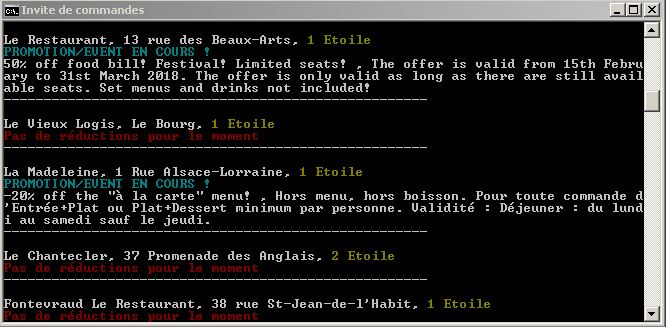 Invite de commandes
Le Restaurant, 13 rue des Beaux-Arts, 1 Etoile
PROMOTION/EVENT EN COURS !
50% off food bill! Festival! Limited seats! , The offer is valid from 15th Febru
ary to 31st March 2018. The offer is only valid as long as there are still avail
able seats. Set menus and drinks not included!
-----------------------------------------------------
Le Vieux Logis, Le Bourg, 1 Etoile
Pas de réductions pour le moment
-----------------------------------------------------
La Madeleine, 1 Rue Alsace-Lorraine, 1 Etoile
PROMOTION/EVENT EN COURS !
-20% off the "à la carte" menu! , Hors menu, hors boisson. Pour toute commande d
'Entrée+Plat ou Plat+Dessert minimum par personne. Validité : Déjeuner : du lund
i au samedi sauf le jeudi.
-----------------------------------------------------
Le Chantecler, 37 Promenade des Anglais, 2 Etoile
Pas de réductions pour le moment
-----------------------------------------------------
Fontevraud Le Restaurant, 38 rue St-Jean-de-l'Habit, 1 Etoile
Pas de réductions pour le moment